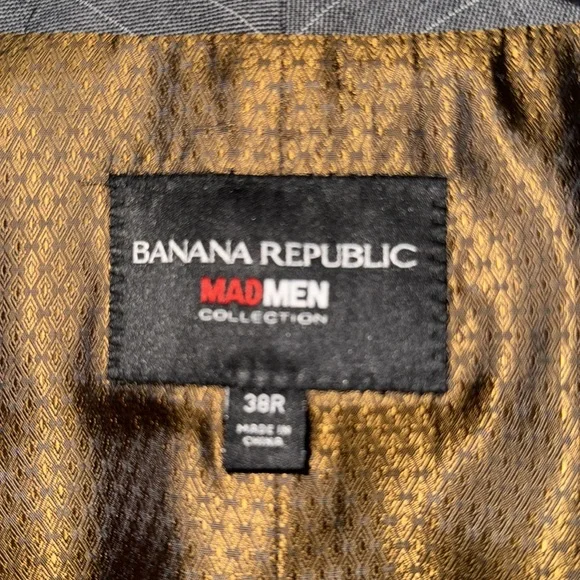 BANANA REPUBLIC
MADMEN
COLLECTION
38R
MADE IN
CHINA